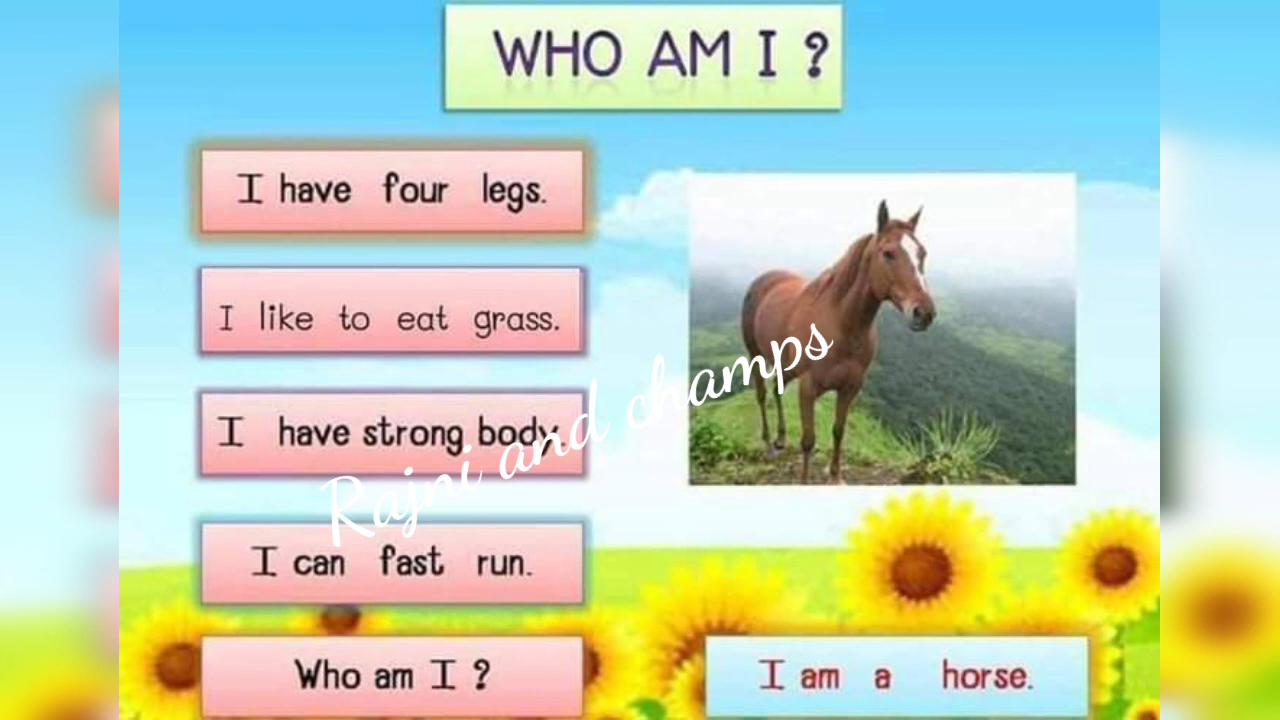 WHO AM I ?
I have four legs.
I like to eat grass.
I have strong body.
Rajni and champs
I can fast run.
Who am I ?
I am a horse.